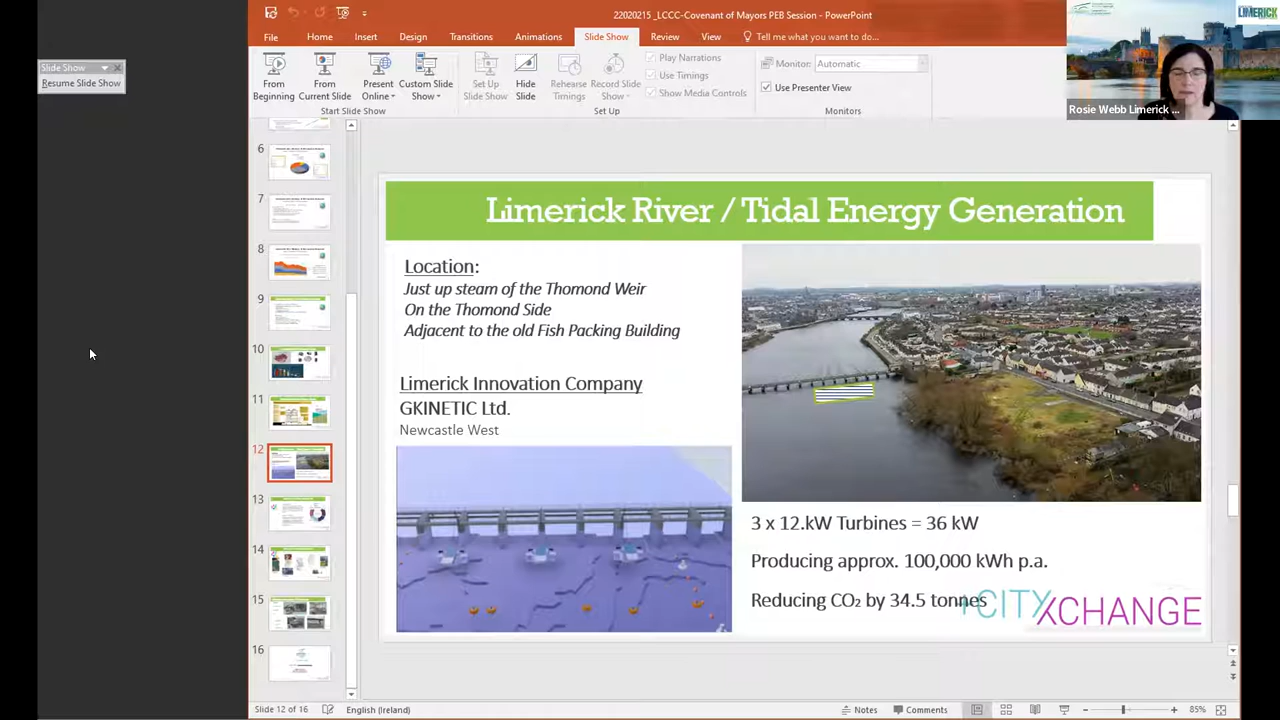 22020215 _LCCC-Covenant of Mayors PEB Session - PowerPoint
LIMERICK
File Home Insert Design Transitions Animations Slide Show Review View Tell me what you want to do...
Slide Show
Resume Slide Show
From Beginning
From Current Slide
Present Online
Custom Slide Show
Set Up Slide Show
Hide Slide
Rehearse Timings
Record Slide Show
Play Narrations
Use Timings
Show Media Controls
Monitor: Automatic
Use Presenter View
Start Slide Show
Set Up
Monitors
Rosie Webb Limerick ...
6
7
8
9
10
11
12
13
14
15
16
Limerick River / Tidal Energy Generation
Location:
Just up steam of the Thomond Weir
On the Thomond Side
Adjacent to the old Fish Packing Building
Limerick Innovation Company
GKINETIC Ltd.
Newcastle West
3 x 12.kW Turbines = 36 kW
Producing approx. 100,000 kWh p.a.
Reducing CO₂ by 34.5 tonnes
+CITYXCHANGE
Slide 12 of 16 English (Ireland) Notes Comments 85%